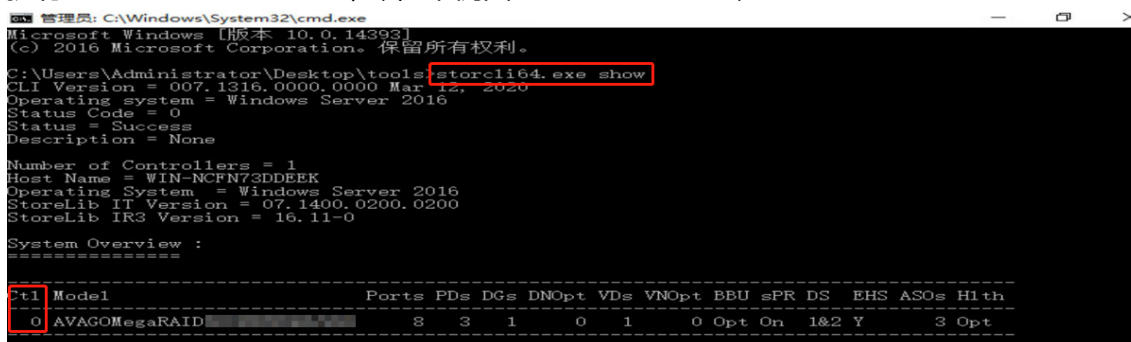 管理员: C:\Windows\System32\cmd.exe
Microsoft Windows [版本 10.0.14393]
(c) 2016 Microsoft Corporation。保留所有权利。
C:\Users\Administrator\Desktop\tools>storcli64.exe show
CLI Version = 007.1316.0000.0000 Mar 12, 2020
Operating system = Windows Server 2016
Status Code = 0
Status = Success
Description = None
Number of Controllers = 1
Host Name = WIN-NCFN73DDEEK
Operating System  = Windows Server 2016
StoreLib IT Version = 07.1400.0200.0200
StoreLib IR3 Version = 16.11-0
System Overview :
===============
--------------------------------------------------------------------------------
Ctl Model Ports PDs DGs DNOpt VDs VNOpt BBU sPR DS EHS ASOs Hlth
--------------------------------------------------------------------------------
0 AVAGOMegaRAID 8 3 1 0 1 0 Opt On 1&2 Y 3 Opt
--------------------------------------------------------------------------------